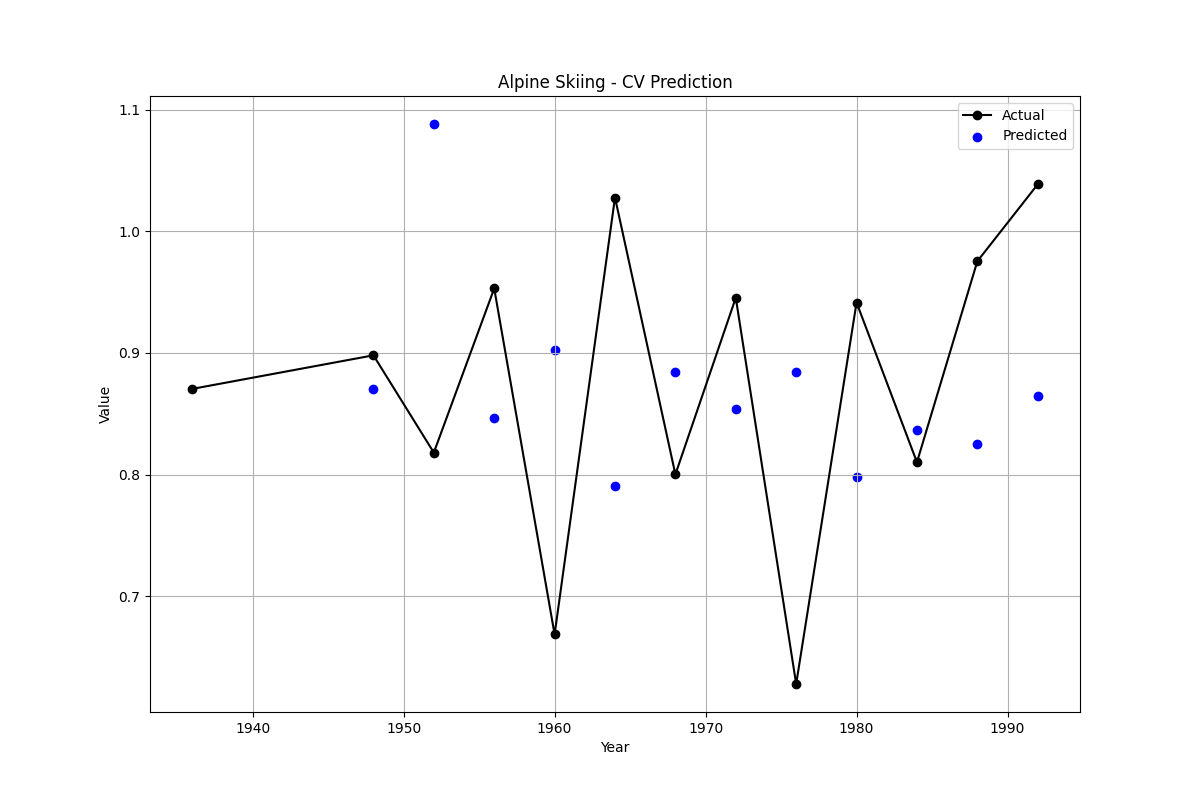 Alpine Skiing - CV Prediction
Actual
Predicted
1.1
1.0
0.9
0.8
0.7
Value
1940 1950 1960 1970 1980 1990
Year